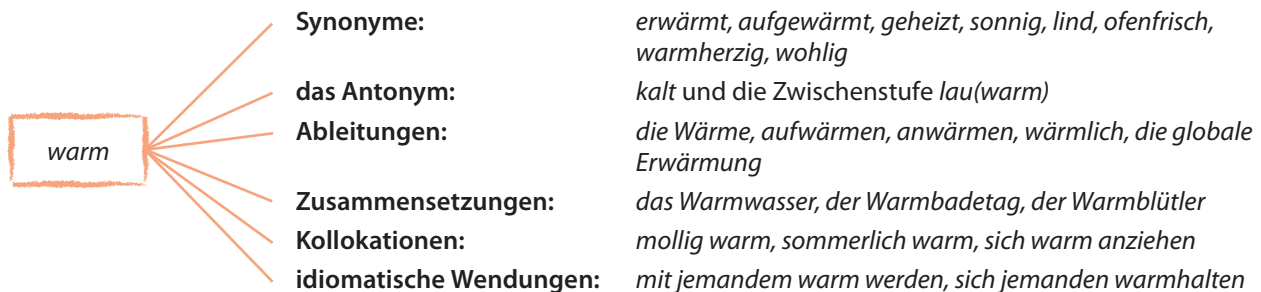 warm
Synonyme: erwärmt, aufgewärmt, geheizt, sonnig, lind, ofenfrisch,
warmherzig, wohlig
das Antonym: kalt und die Zwischenstufe lau(warm)
Ableitungen: die Wärme, aufwärmen, anwärmen, wärmlich, die globale
Erwärmung
Zusammensetzungen: das Warmwasser, der Warmbadetag, der Warmblütler
Kollokationen: mollig warm, sommerlich warm, sich warm anziehen
idiomatische Wendungen: mit jemandem warm werden, sich jemanden warmhalten